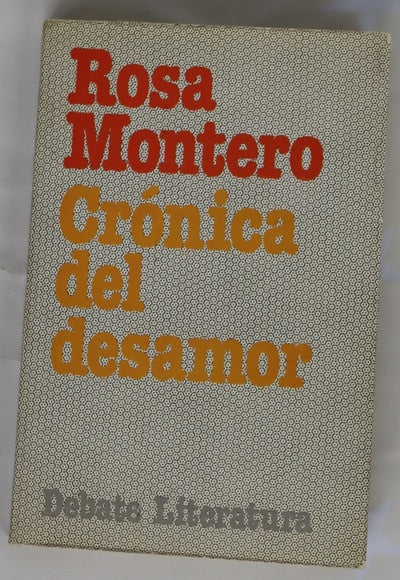 Rosa
Montero
Crónica
del
desamor
Debate Literatura